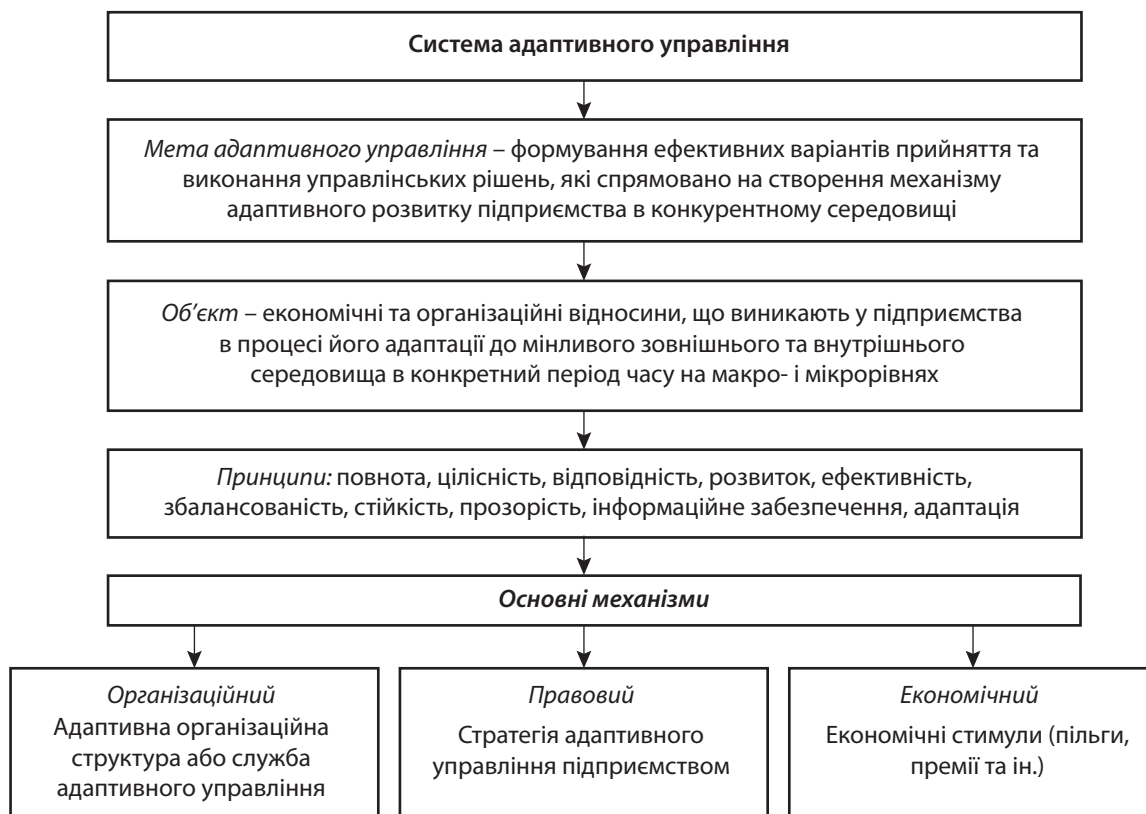 Система адаптивного управління
Мета адаптивного управління – формування ефективних варіантів прийняття та
виконання управлінських рішень, які спрямовано на створення механізму
адаптивного розвитку підприємства в конкурентному середовищі
Об’єкт – економічні та організаційні відносини, що виникають у підприємства
в процесі його адаптації до мінливого зовнішнього та внутрішнього
середовища в конкретний період часу на макро- і мікрорівнях
Принципи: повнота, цілісність, відповідність, розвиток, ефективність,
збалансованість, стійкість, прозорість, інформаційне забезпечення, адаптація
Основні механізми
Організаційний
Адаптивна організаційна
структура або служба
адаптивного управління
Правовий
Стратегія адаптивного
управління підприємством
Економічний
Економічні стимули (пільги,
премії та ін.)